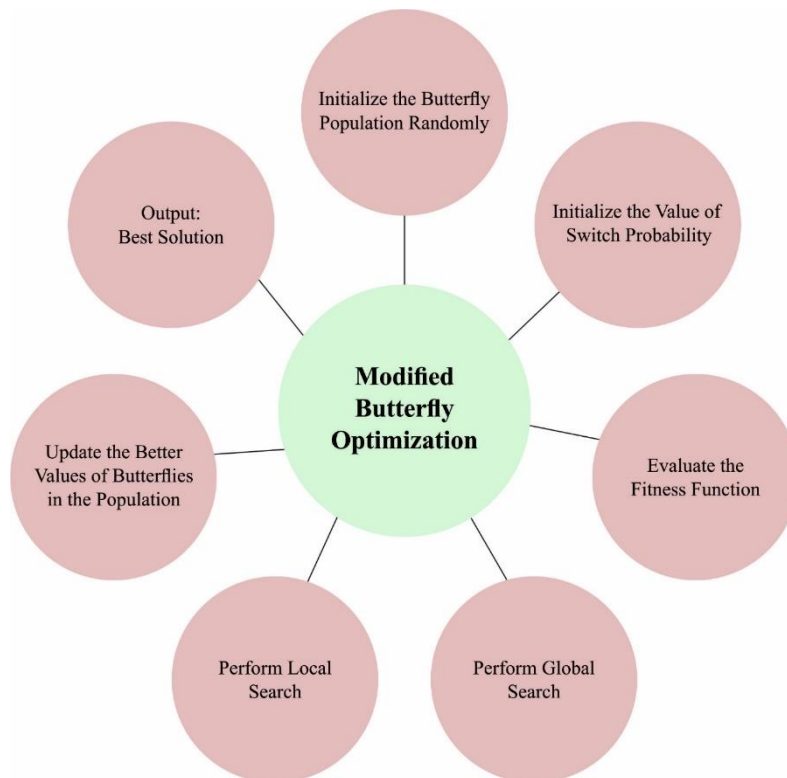 Initialize the Butterfly
Population Randomly
Initialize the Value of
Switch Probability
Evaluate the
Fitness Function
Perform Global
Search
Perform Local
Search
Update the Better
Values of Butterflies
in the Population
Output:
Best Solution
Modified
Butterfly
Optimization